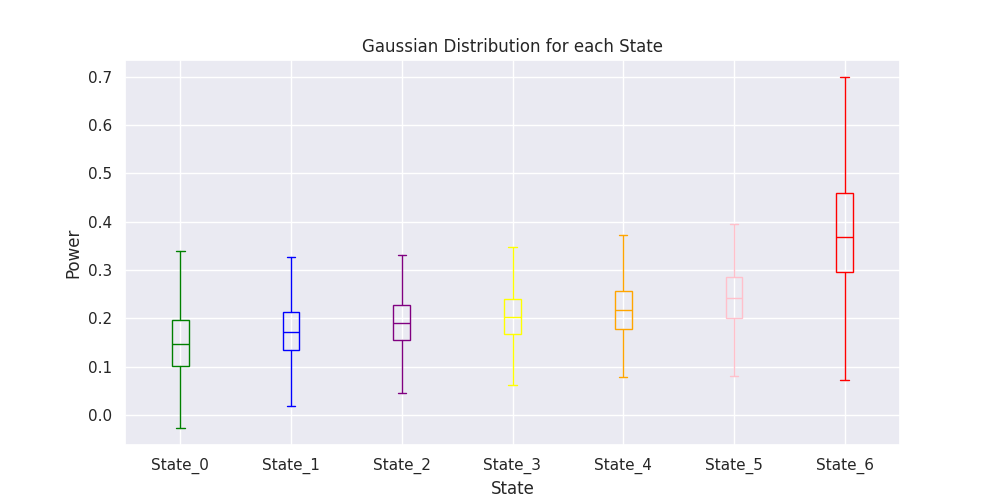 Gaussian Distribution for each State
Power
0.7
0.6
0.5
0.4
0.3
0.2
0.1
0.0
State_0 State_1 State_2 State_3 State_4 State_5 State_6
State